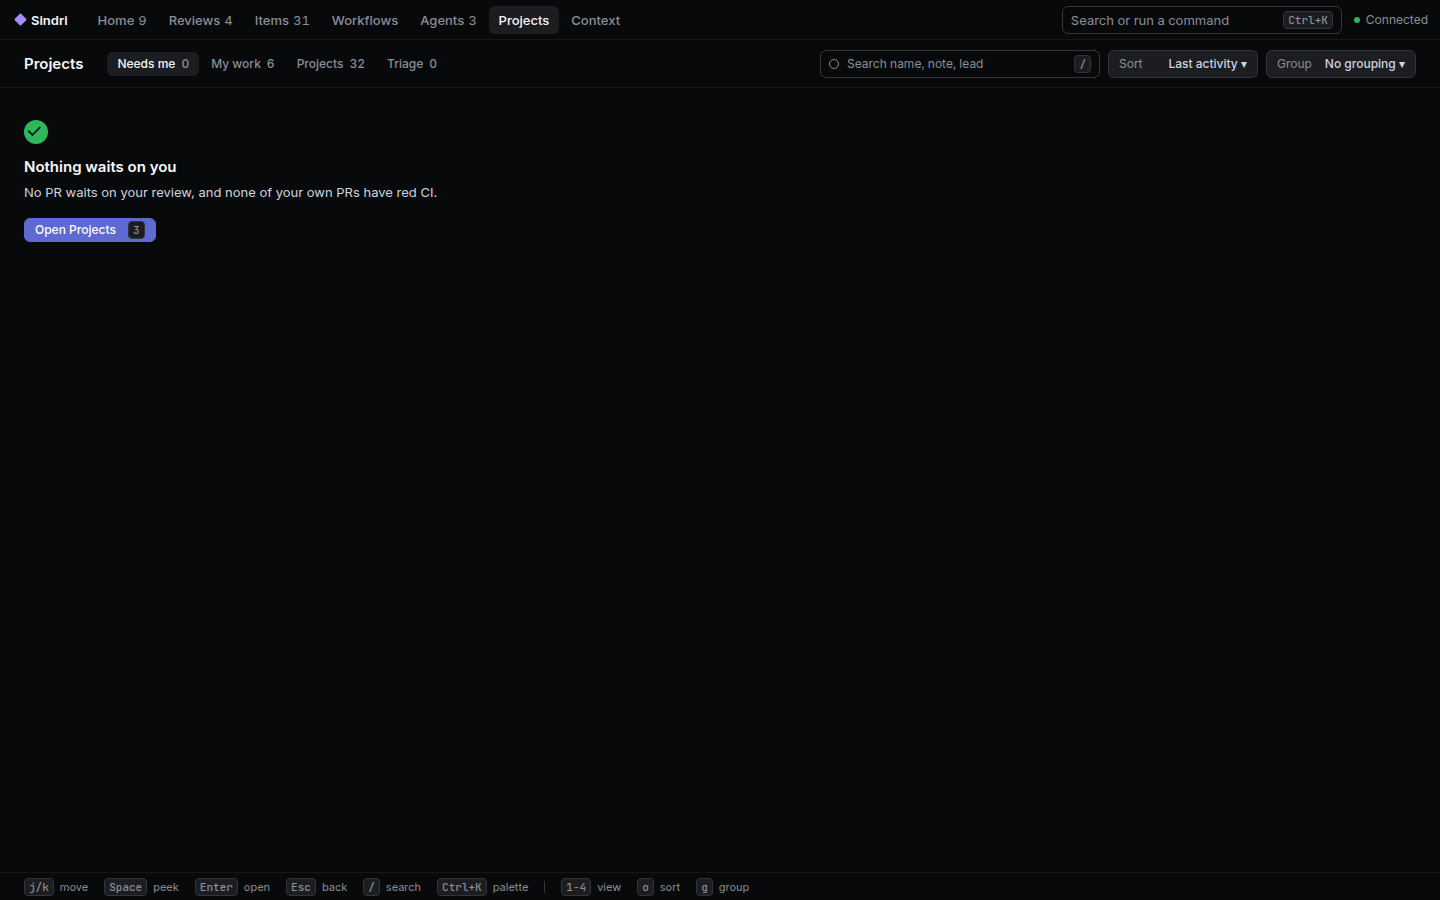 Sindri Home 9 Reviews 4 Items 31 Workflows Agents 3 Projects Context Search or run a command Ctrl+K Connected
Projects Needs me 0 My work 6 Projects 32 Triage 0 Search name, note, lead / Sort Last activity ▾ Group No grouping ▾
Nothing waits on you
No PR waits on your review, and none of your own PRs have red CI.
Open Projects 3
j/k move Space peek Enter open Esc back / search Ctrl+K palette 1-4 view o sort g group